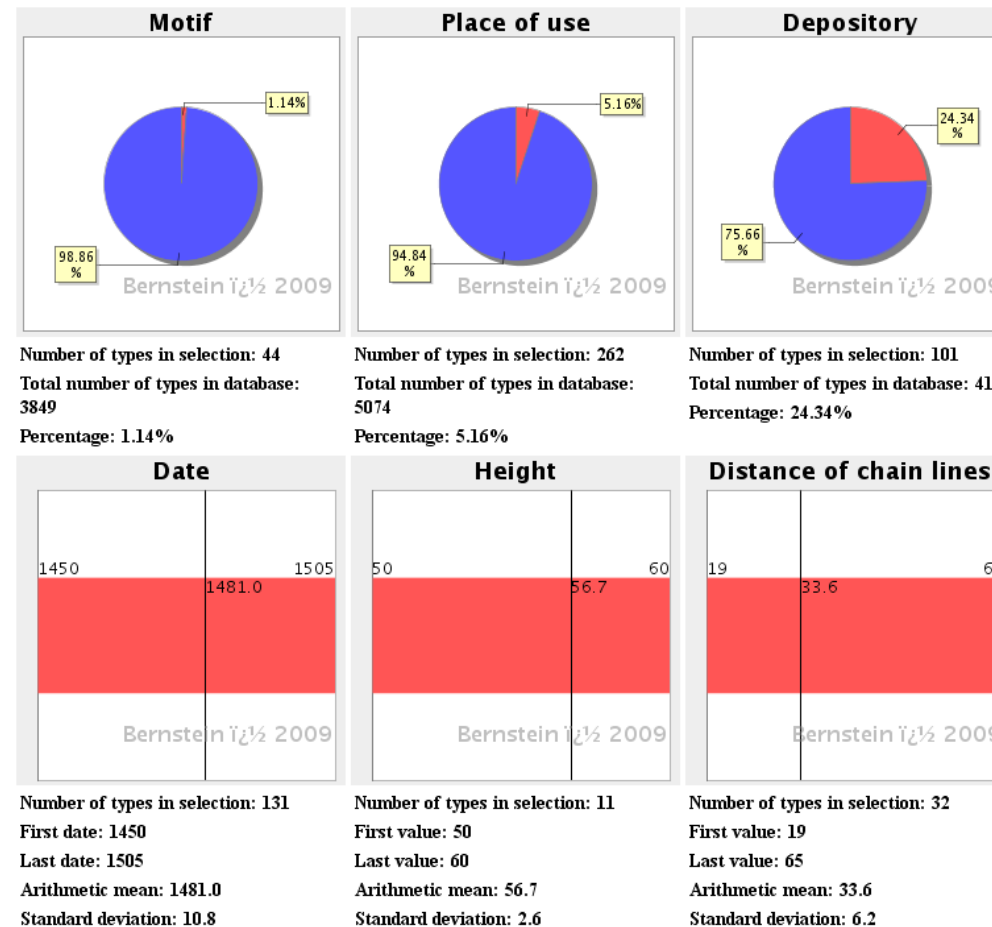 Motif
1.14%
98.86
%
Bernstein ï¿½ 2009
Number of types in selection: 44
Total number of types in database:
3849
Percentage: 1.14%
Place of use
5.16%
94.84
%
Bernstein ï¿½ 2009
Number of types in selection: 262
Total number of types in database:
5074
Percentage: 5.16%
Depository
24.34
%
75.66
%
Bernstein ï¿½ 2009
Number of types in selection: 101
Total number of types in database: 41
Percentage: 24.34%
Date
1450 1505
1481.0
Bernstein ï¿½ 2009
Number of types in selection: 131
First date: 1450
Last date: 1505
Arithmetic mean: 1481.0
Standard deviation: 10.8
Height
50 60
56.7
Bernstein ï¿½ 2009
Number of types in selection: 11
First value: 50
Last value: 60
Arithmetic mean: 56.7
Standard deviation: 2.6
Distance of chain lines
19 6
33.6
Bernstein ï¿½ 2009
Number of types in selection: 32
First value: 19
Last value: 65
Arithmetic mean: 33.6
Standard deviation: 6.2